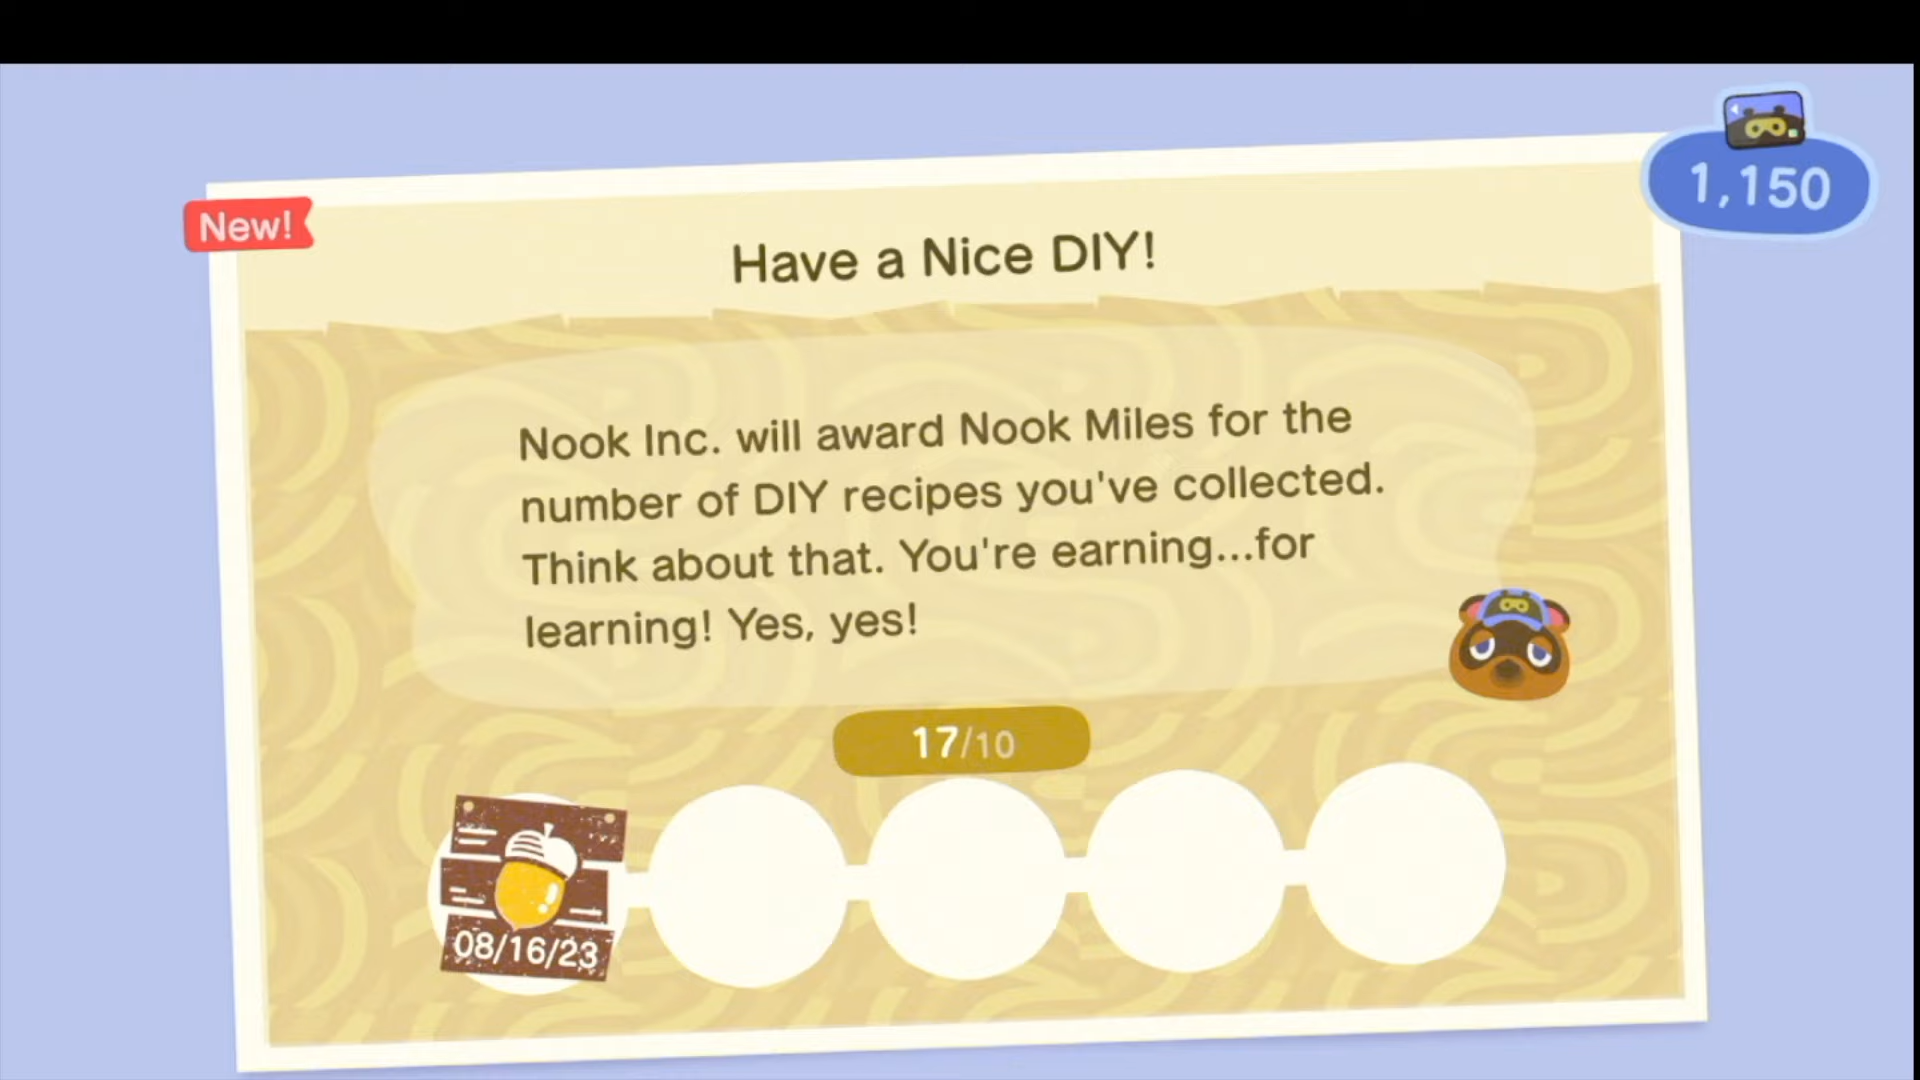 1,150
New!
Have a Nice DIY!
Nook Inc. will award Nook Miles for the
number of DIY recipes you've collected.
Think about that. You're earning...for
learning! Yes, yes!
17/10
08/16/23